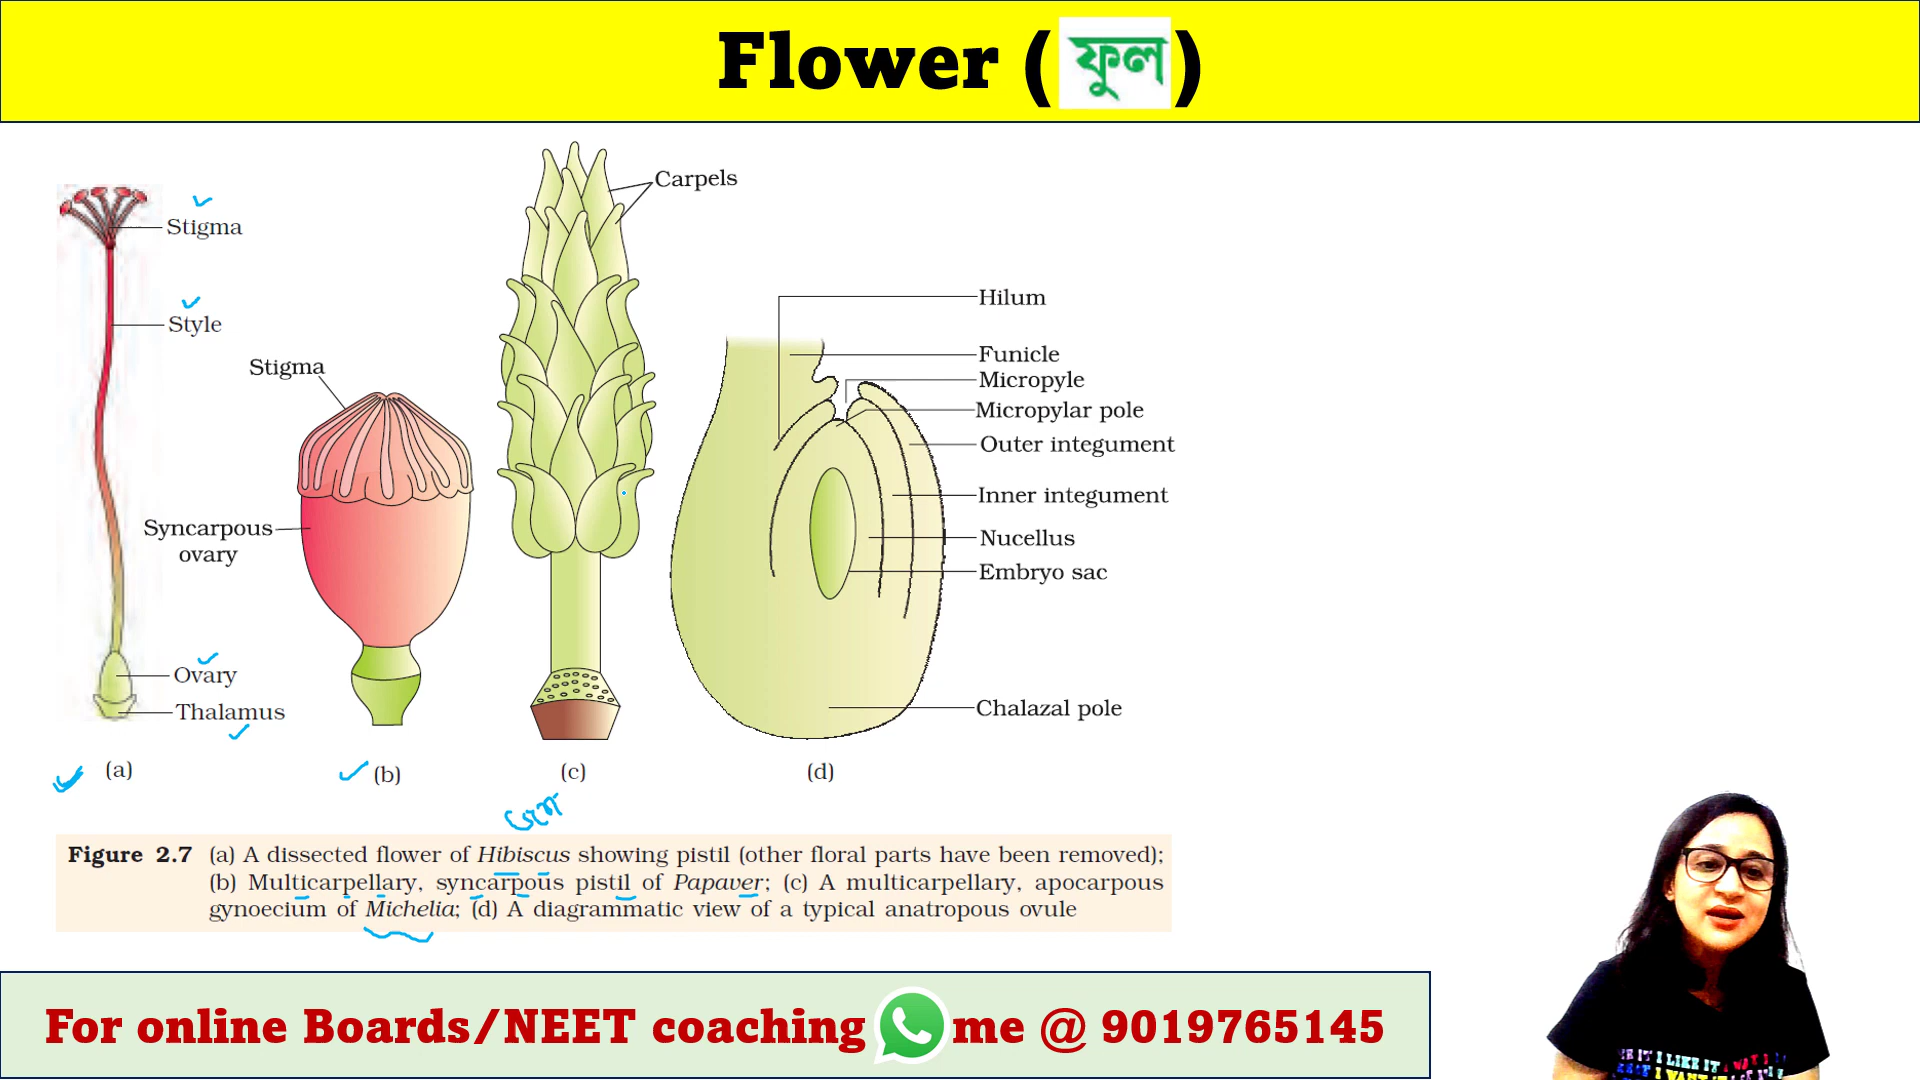 Flower (ফুল)
Carpels
Stigma
Hilum
Style
Funicle
Stigma
Micropyle
Micropylar pole
Outer integument
Inner integument
Syncarpous
ovary
Nucellus
Embryo sac
Ovary
Thalamus
Chalazal pole
(a)
(b)
(c)
(d)
Figure 2.7 (a) A dissected flower of Hibiscus showing pistil (other floral parts have been removed);
(b) Multicarpellary, syncarpous pistil of Papaver; (c) A multicarpellary, apocarpous
gynoecium of Michelia; (d) A diagrammatic view of a typical anatropous ovule
For online Boards/NEET coaching me @ 9019765145